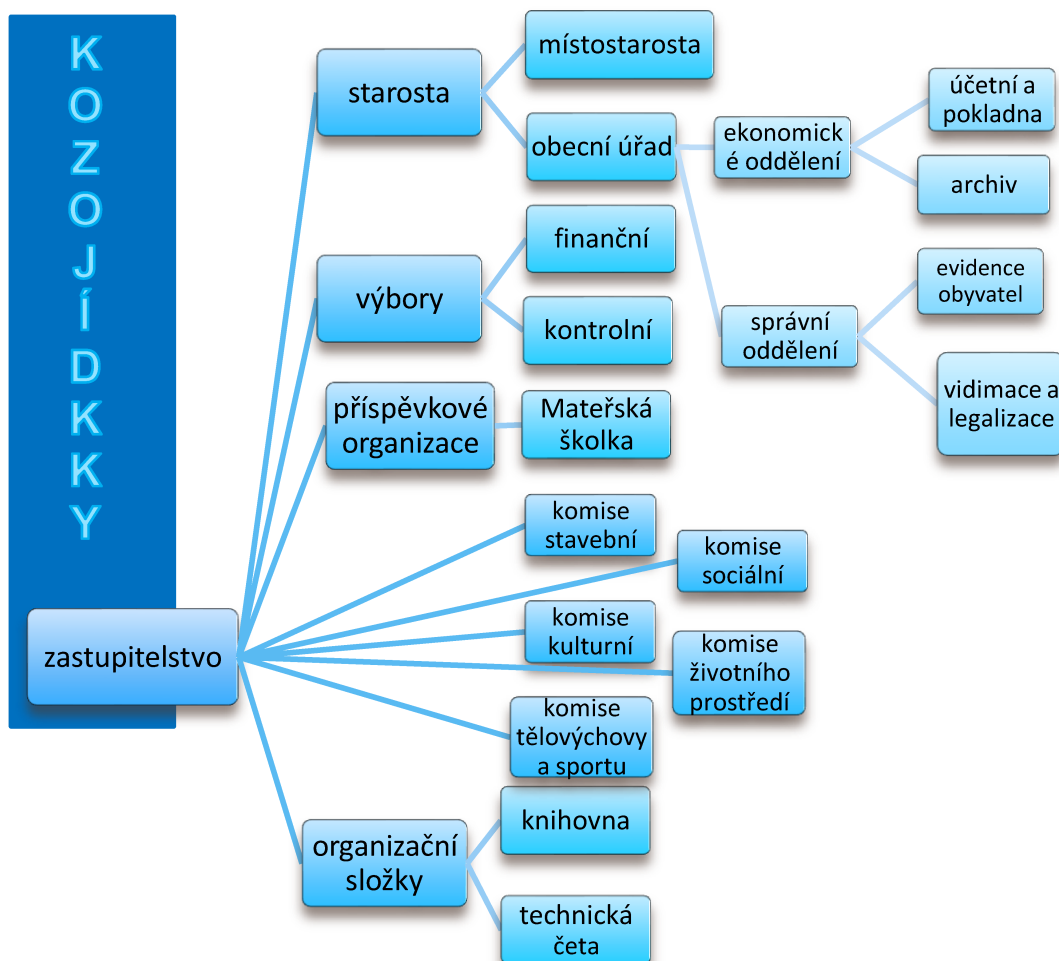 KOZOJÍDKKY
zastupitelstvo
starosta
místostarosta
obecní úřad
ekonomick
é oddělení
účetní a
pokladna
archiv
správní
oddělení
evidence
obyvatel
vidimace a
legalizace
výbory
finanční
kontrolní
příspěvkové
organizace
Mateřská
školka
komise
stavební
komise
sociální
komise
kulturní
komise
životního
prostředí
komise
tělovýchovy
a sportu
organizační
složky
knihovna
technická
četa